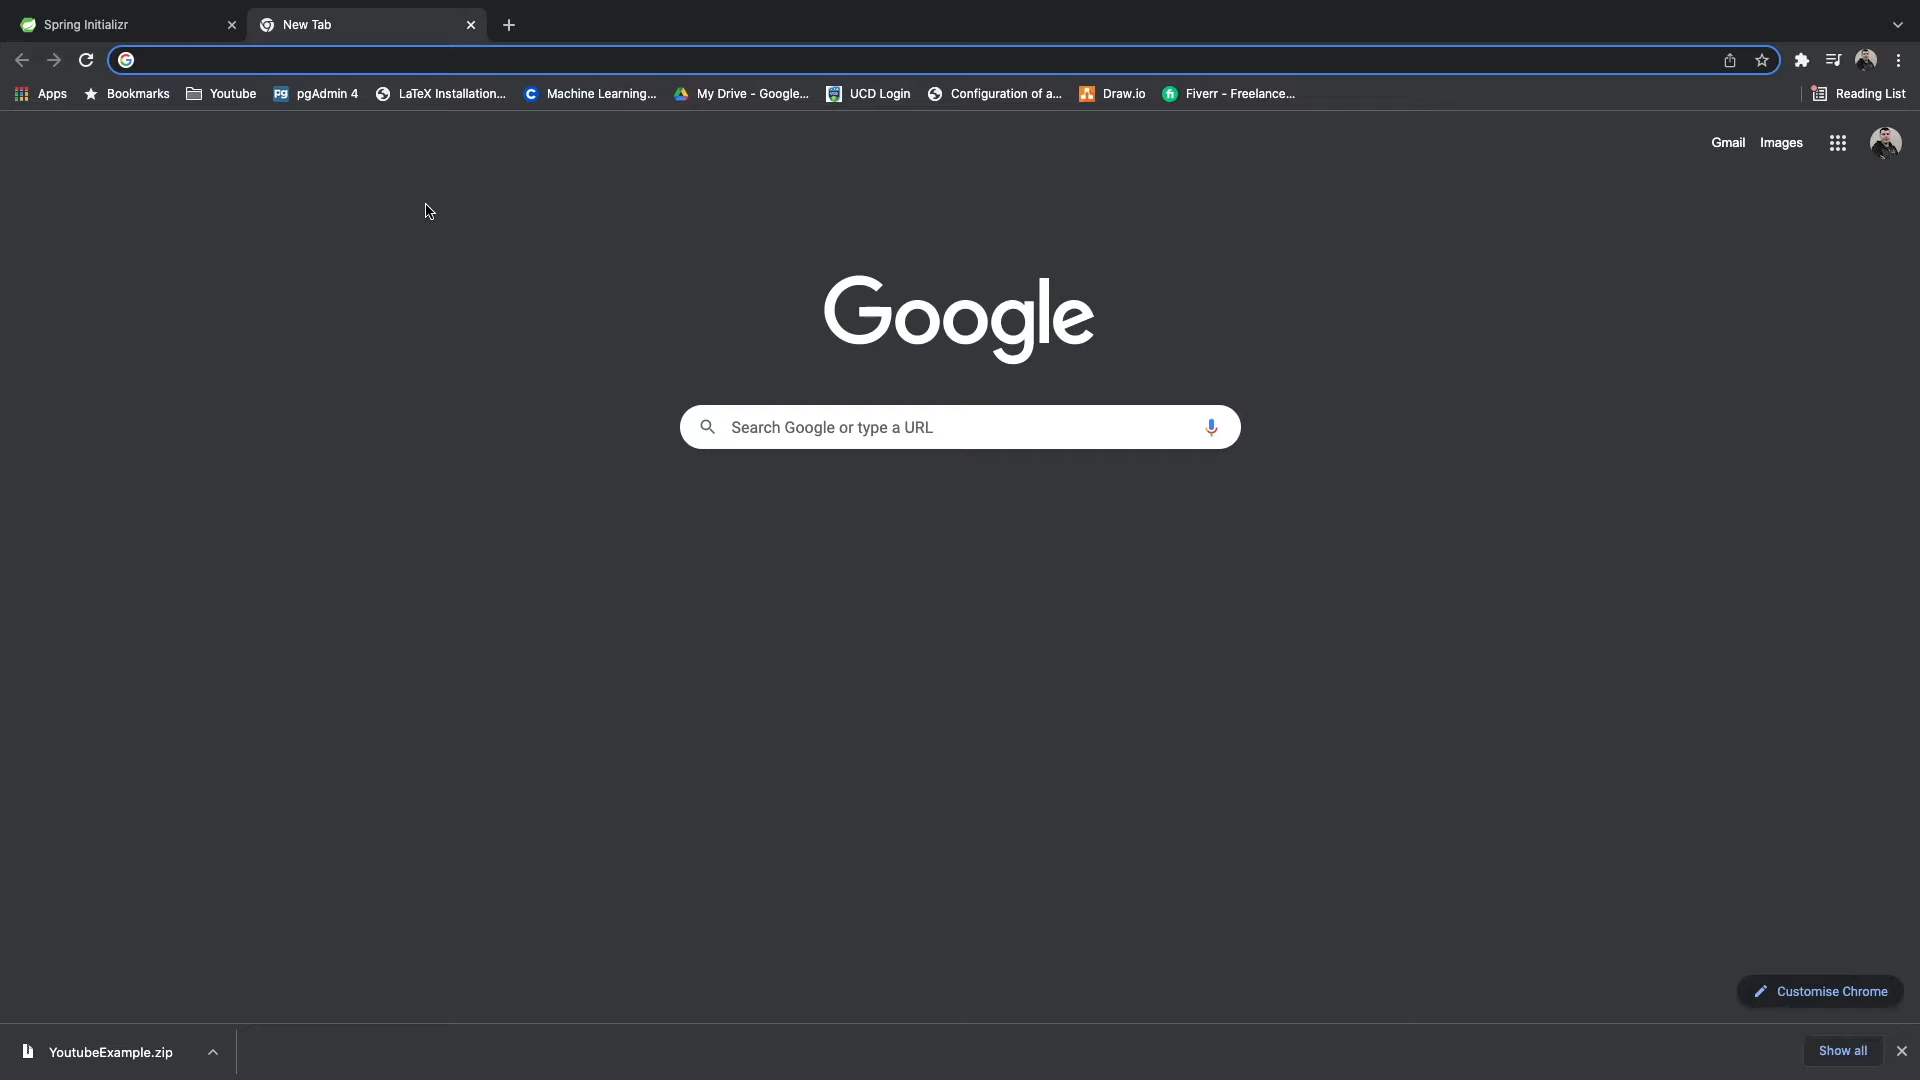 Spring Initializr
New Tab
Apps
Bookmarks
Youtube
Pg pgAdmin 4
LaTeX Installation...
C Machine Learning...
My Drive - Google...
UCD Login
Configuration of a...
Draw.io
fi Fiverr - Freelance...
Reading List
Gmail Images
Google
Search Google or type a URL
Customise Chrome
YoutubeExample.zip
Show all